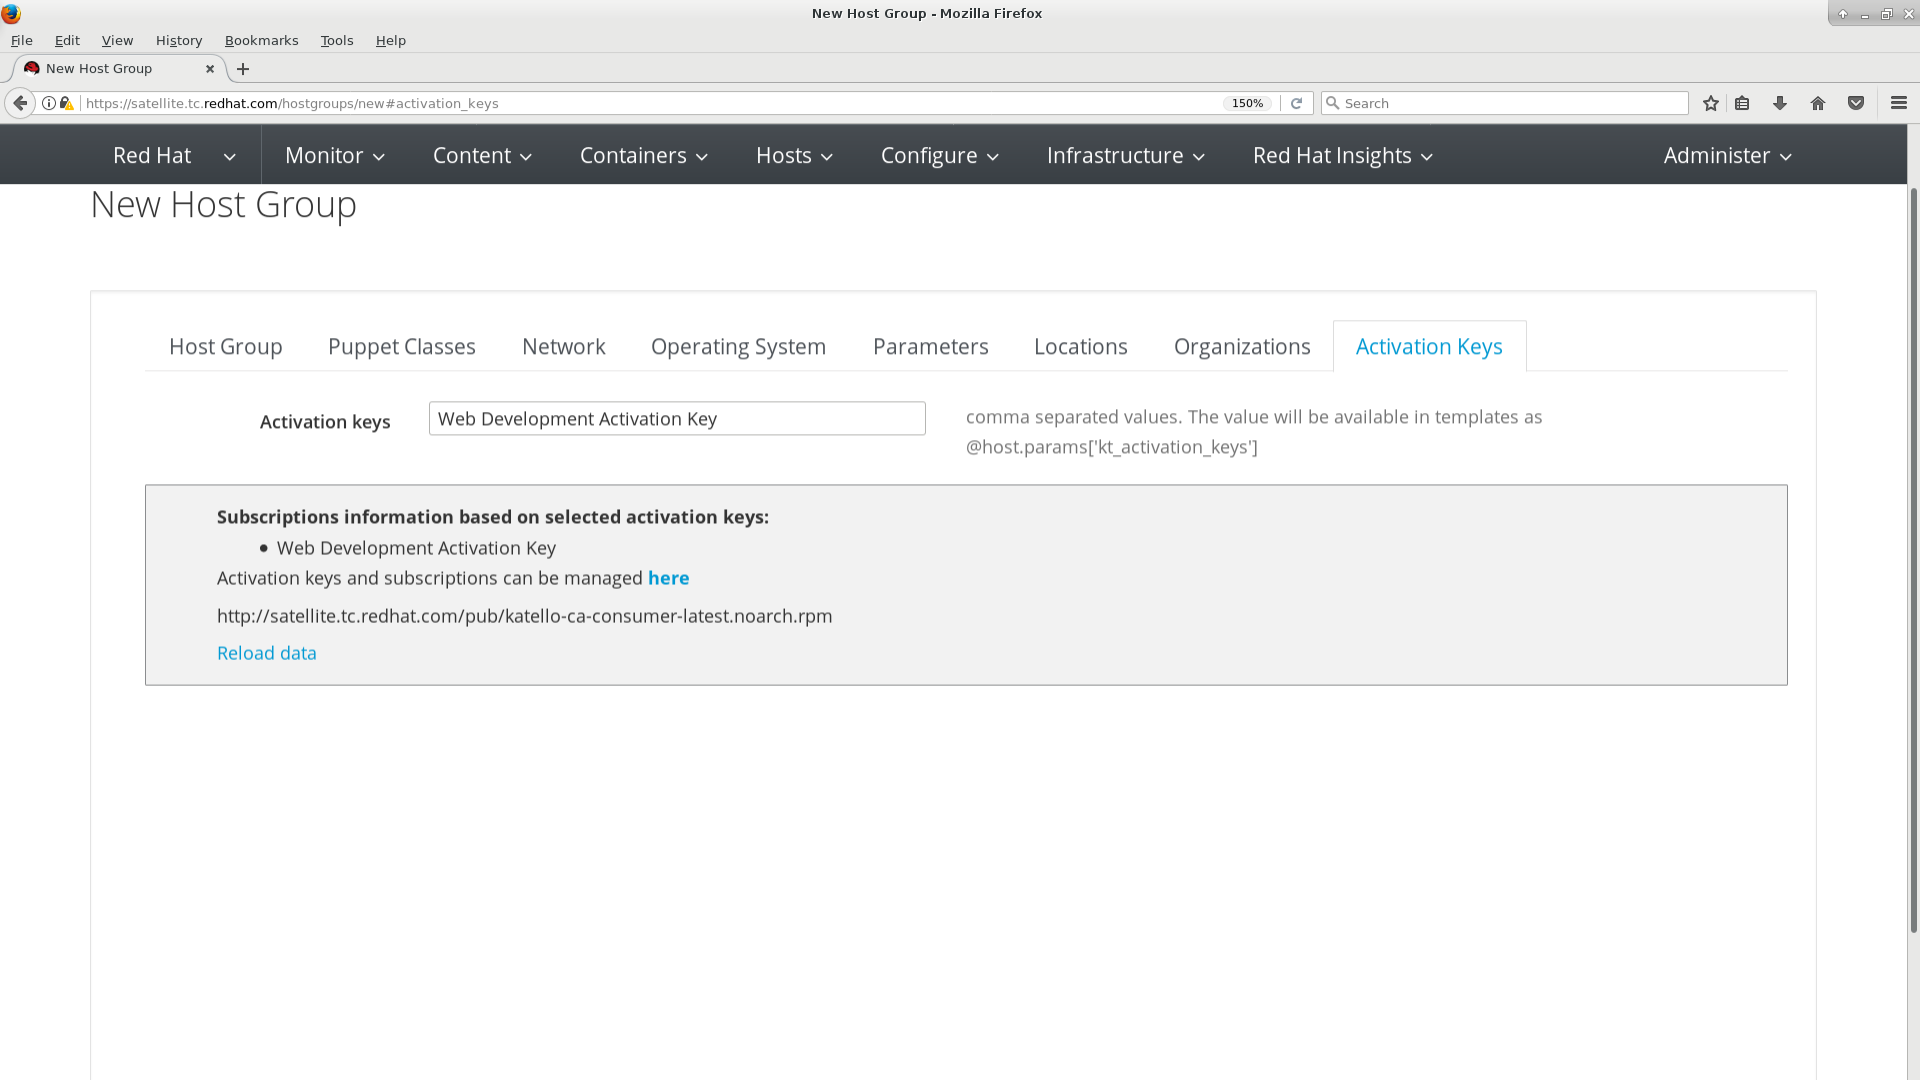 New Host Group - Mozilla Firefox
File Edit View History Bookmarks Tools Help
New Host Group
https://satellite.tc.redhat.com/hostgroups/new#activation_keys 150% Search
Red Hat Monitor Content Containers Hosts Configure Infrastructure Red Hat Insights Administer
New Host Group
Host Group Puppet Classes Network Operating System Parameters Locations Organizations Activation Keys
Activation keys Web Development Activation Key comma separated values. The value will be available in templates as
@host.params['kt_activation_keys']
Subscriptions information based on selected activation keys:
• Web Development Activation Key
Activation keys and subscriptions can be managed here
http://satellite.tc.redhat.com/pub/katello-ca-consumer-latest.noarch.rpm
Reload data